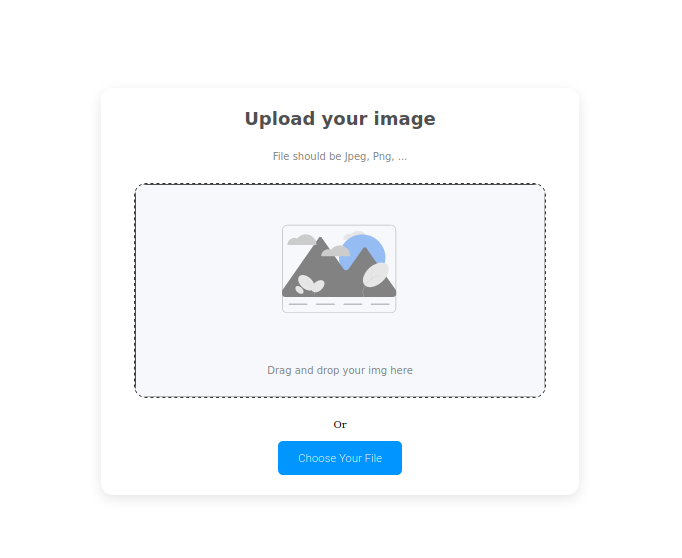 Upload your image
File should be Jpeg, Png, ...
Drag and drop your img here
Or
Choose Your File